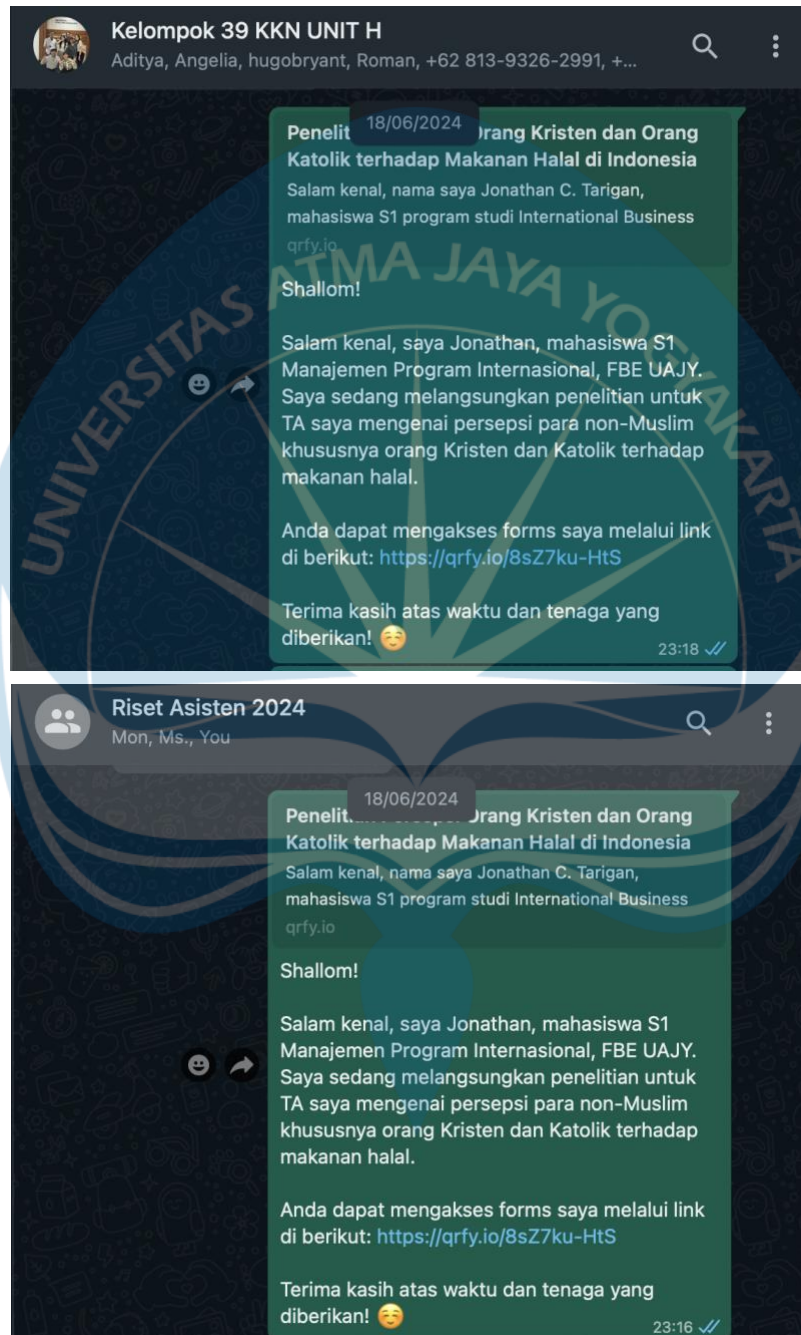 Kelompok 39 KKN UNIT H
Aditya, Angelia, hugobryant, Roman, +62 813-9326-2991, +...
18/06/2024
Penelit Orang Kristen dan Orang
Katolik terhadap Makanan Halal di Indonesia
Salam kenal, nama saya Jonathan C. Tarigan,
mahasiswa S1 program studi International Business
qrfy.io
Shallom!
Salam kenal, saya Jonathan, mahasiswa S1
Manajemen Program Internasional, FBE UAJY.
Saya sedang melangsungkan penelitian untuk
TA saya mengenai persepsi para non-Muslim
khususnya orang Kristen dan Katolik terhadap
makanan halal.
Anda dapat mengakses forms saya melalui link
di berikut: https://qrfy.io/8sZ7ku-HtS
Terima kasih atas waktu dan tenaga yang
diberikan! ☺️
23:18
UNIVERSITAS ATMA JAYA YOGYAKARTA
Riset Asisten 2024
Mon, Ms., You
18/06/2024
Orang Kristen dan Orang
Katolik terhadap Makanan Halal di Indonesia
Salam kenal, nama saya Jonathan C. Tarigan,
mahasiswa S1 program studi International Business
qrfy.io
Shallom!
Salam kenal, saya Jonathan, mahasiswa S1
Manajemen Program Internasional, FBE UAJY.
Saya sedang melangsungkan penelitian untuk
TA saya mengenai persepsi para non-Muslim
khususnya orang Kristen dan Katolik terhadap
makanan halal.
Anda dapat mengakses forms saya melalui link
di berikut: https://qrfy.io/8sZ7ku-HtS
Terima kasih atas waktu dan tenaga yang
diberikan! ☺️
23:16